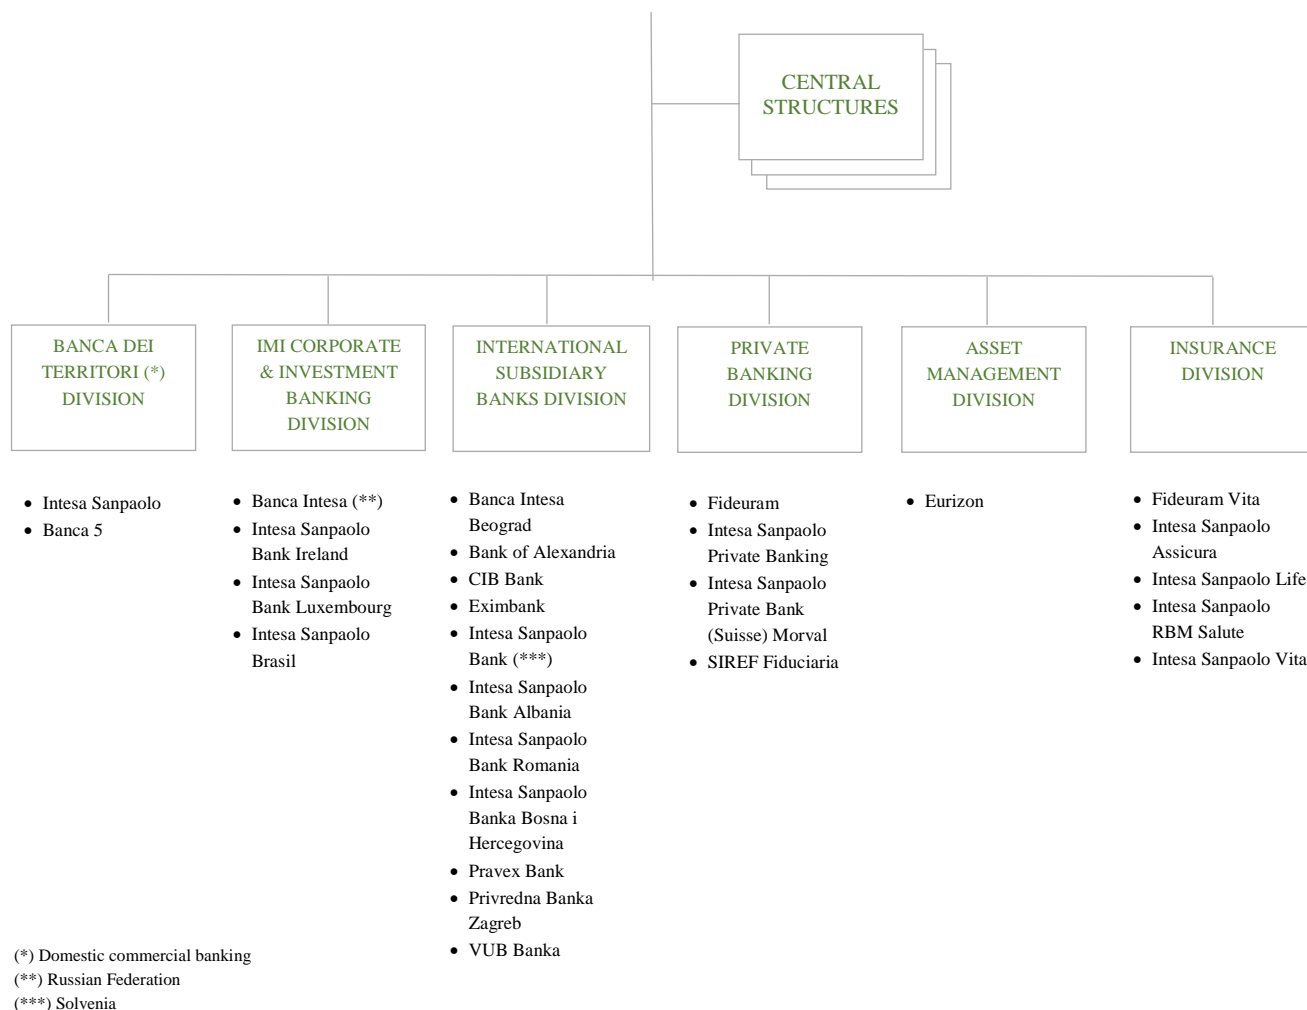 CENTRAL
STRUCTURES
BANCA DEI
TERRITORI (*)
DIVISION
IMI CORPORATE
& INVESTMENT
BANKING
DIVISION
INTERNATIONAL
SUBSIDIARY
BANKS DIVISION
PRIVATE
BANKING
DIVISION
ASSET
MANAGEMENT
DIVISION
INSURANCE
DIVISION
• Intesa Sanpaolo
• Banca 5
• Banca Intesa (**)
• Intesa Sanpaolo
Bank Ireland
• Intesa Sanpaolo
Bank Luxembourg
• Intesa Sanpaolo
Brasil
• Banca Intesa
Beograd
• Bank of Alexandria
• CIB Bank
• Eximbank
• Intesa Sanpaolo
Bank (***)
• Intesa Sanpaolo
Bank Albania
• Intesa Sanpaolo
Bank Romania
• Intesa Sanpaolo
Banka Bosna i
Hercegovina
• Pravex Bank
• Privredna Banka
Zagreb
• VUB Banka
• Fideuram
• Intesa Sanpaolo
Private Banking
• Intesa Sanpaolo
Private Bank
(Suisse) Morval
• SIREF Fiduciaria
• Eurizon
• Fideuram Vita
• Intesa Sanpaolo
Assicura
• Intesa Sanpaolo Life
• Intesa Sanpaolo
RBM Salute
• Intesa Sanpaolo Vita
(*) Domestic commercial banking
(**) Russian Federation
(***) Solvenia